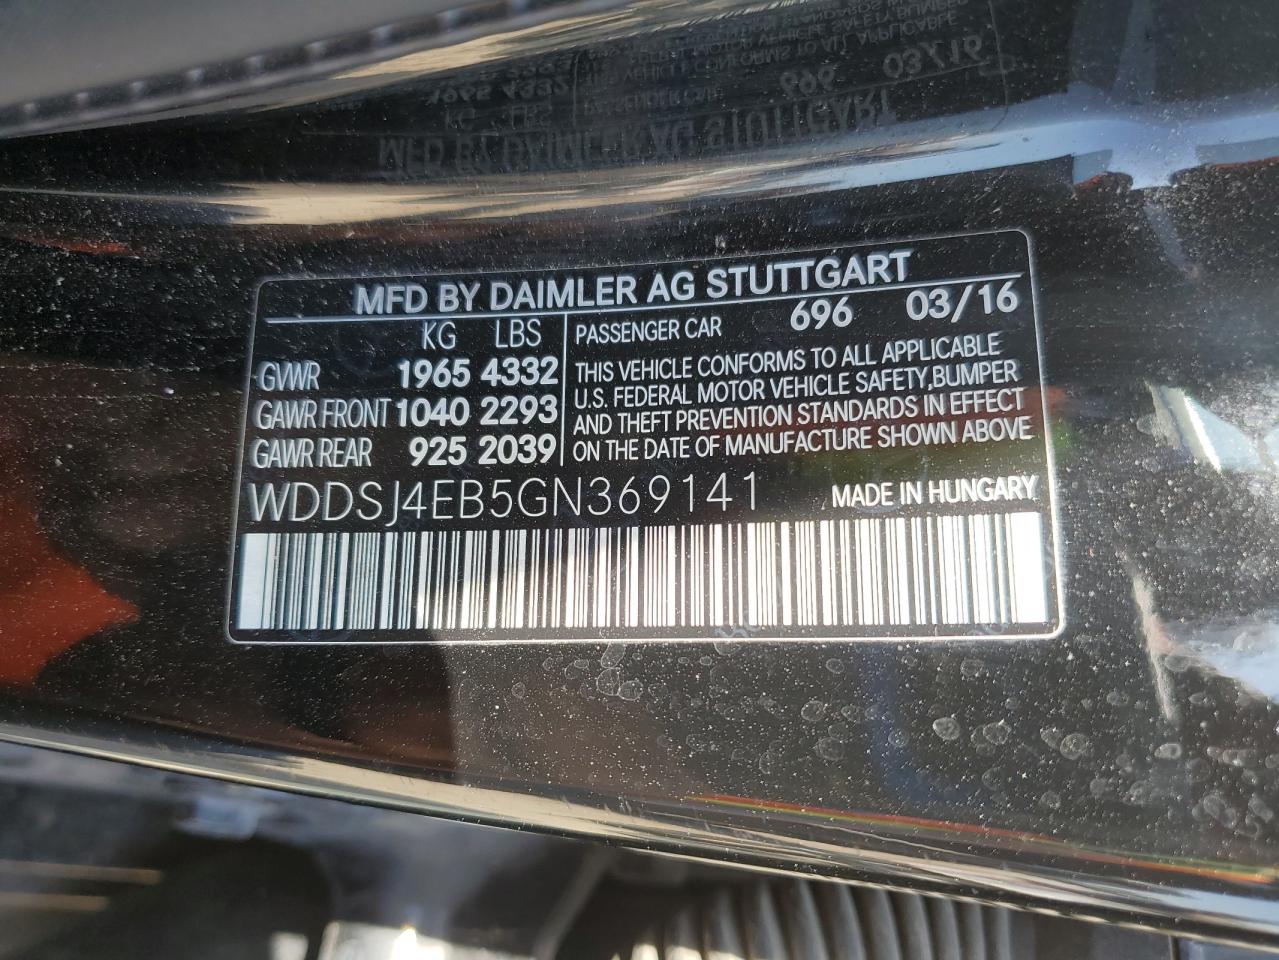 MFD BY DAIMLER AG STUTTGART
KG LBS PASSENGER CAR 696 03/16
GVWR 1965 4332
GAWR FRONT 1040 2293
GAWR REAR 925 2039
THIS VEHICLE CONFORMS TO ALL APPLICABLE
U.S. FEDERAL MOTOR VEHICLE SAFETY,BUMPER
AND THEFT PREVENTION STANDARDS IN EFFECT
ON THE DATE OF MANUFACTURE SHOWN ABOVE
WDDSJ4EB5GN369141 MADE IN HUNGARY